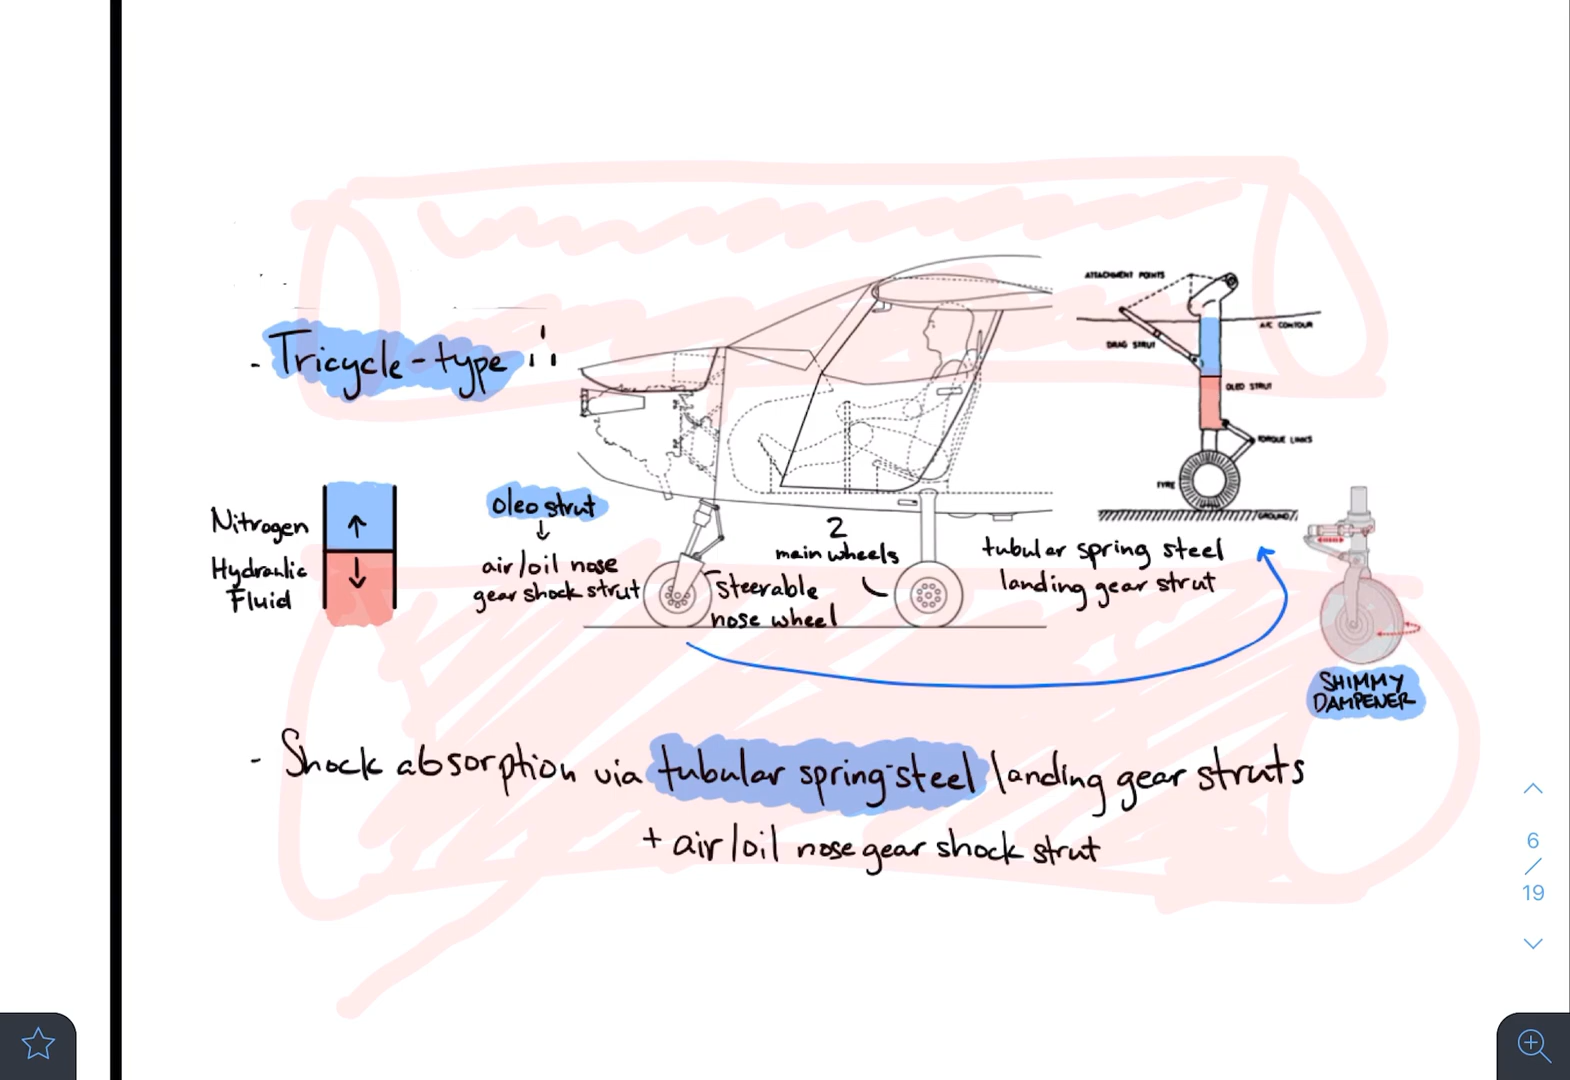 - Tricycle-type
ATTACHMENT POINTS
A/C CONTOUR
DRAG STRUT
OLEO STRUT
TORQUE LINKS
TYRE
GROUND
Nitrogen
Hydraulic
Fluid
oleo strut
air/oil nose
gear shock strut
steerable
nose wheel
2
main wheels
tubular spring steel
landing gear strut
SHIMMY
DAMPENER
- Shock absorption via tubular spring-steel landing gear struts
+ air/oil nose gear shock strut
6
/
19